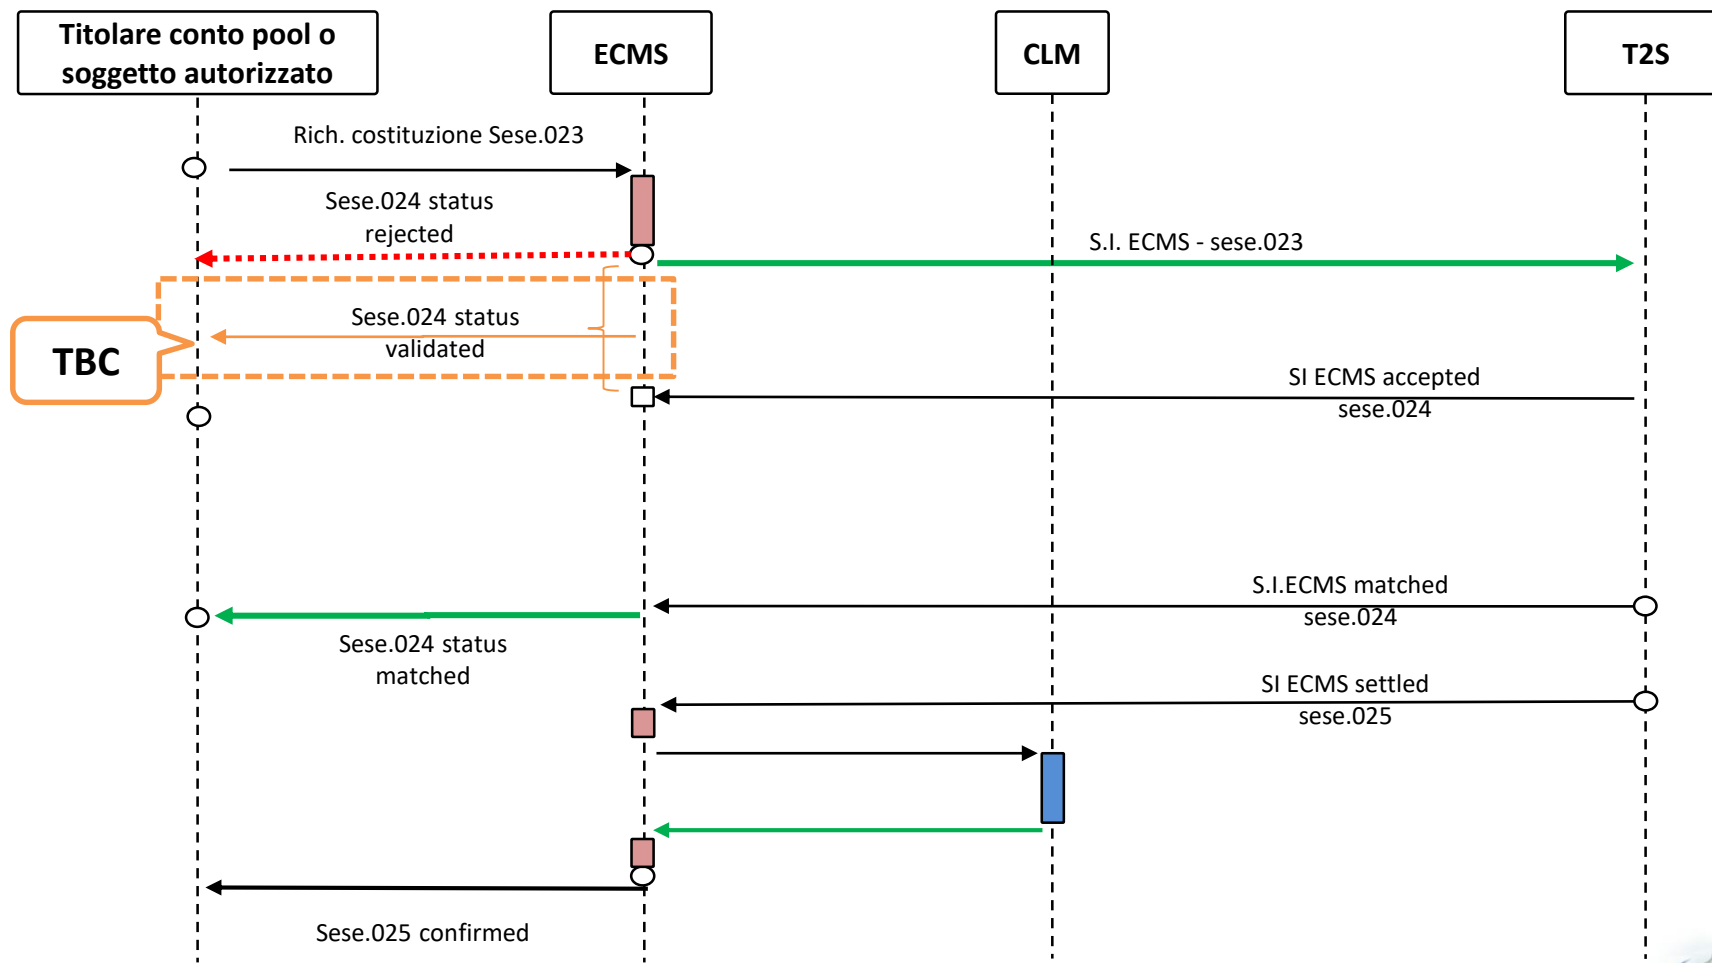 Titolare conto pool o
soggetto autorizzato
ECMS
CLM
T2S
Rich. costituzione Sese.023
Sese.024 status
rejected
S.I. ECMS - sese.023
Sese.024 status
validated
TBC
SI ECMS accepted
sese.024
S.I.ECMS matched
sese.024
Sese.024 status
matched
SI ECMS settled
sese.025
Sese.025 confirmed